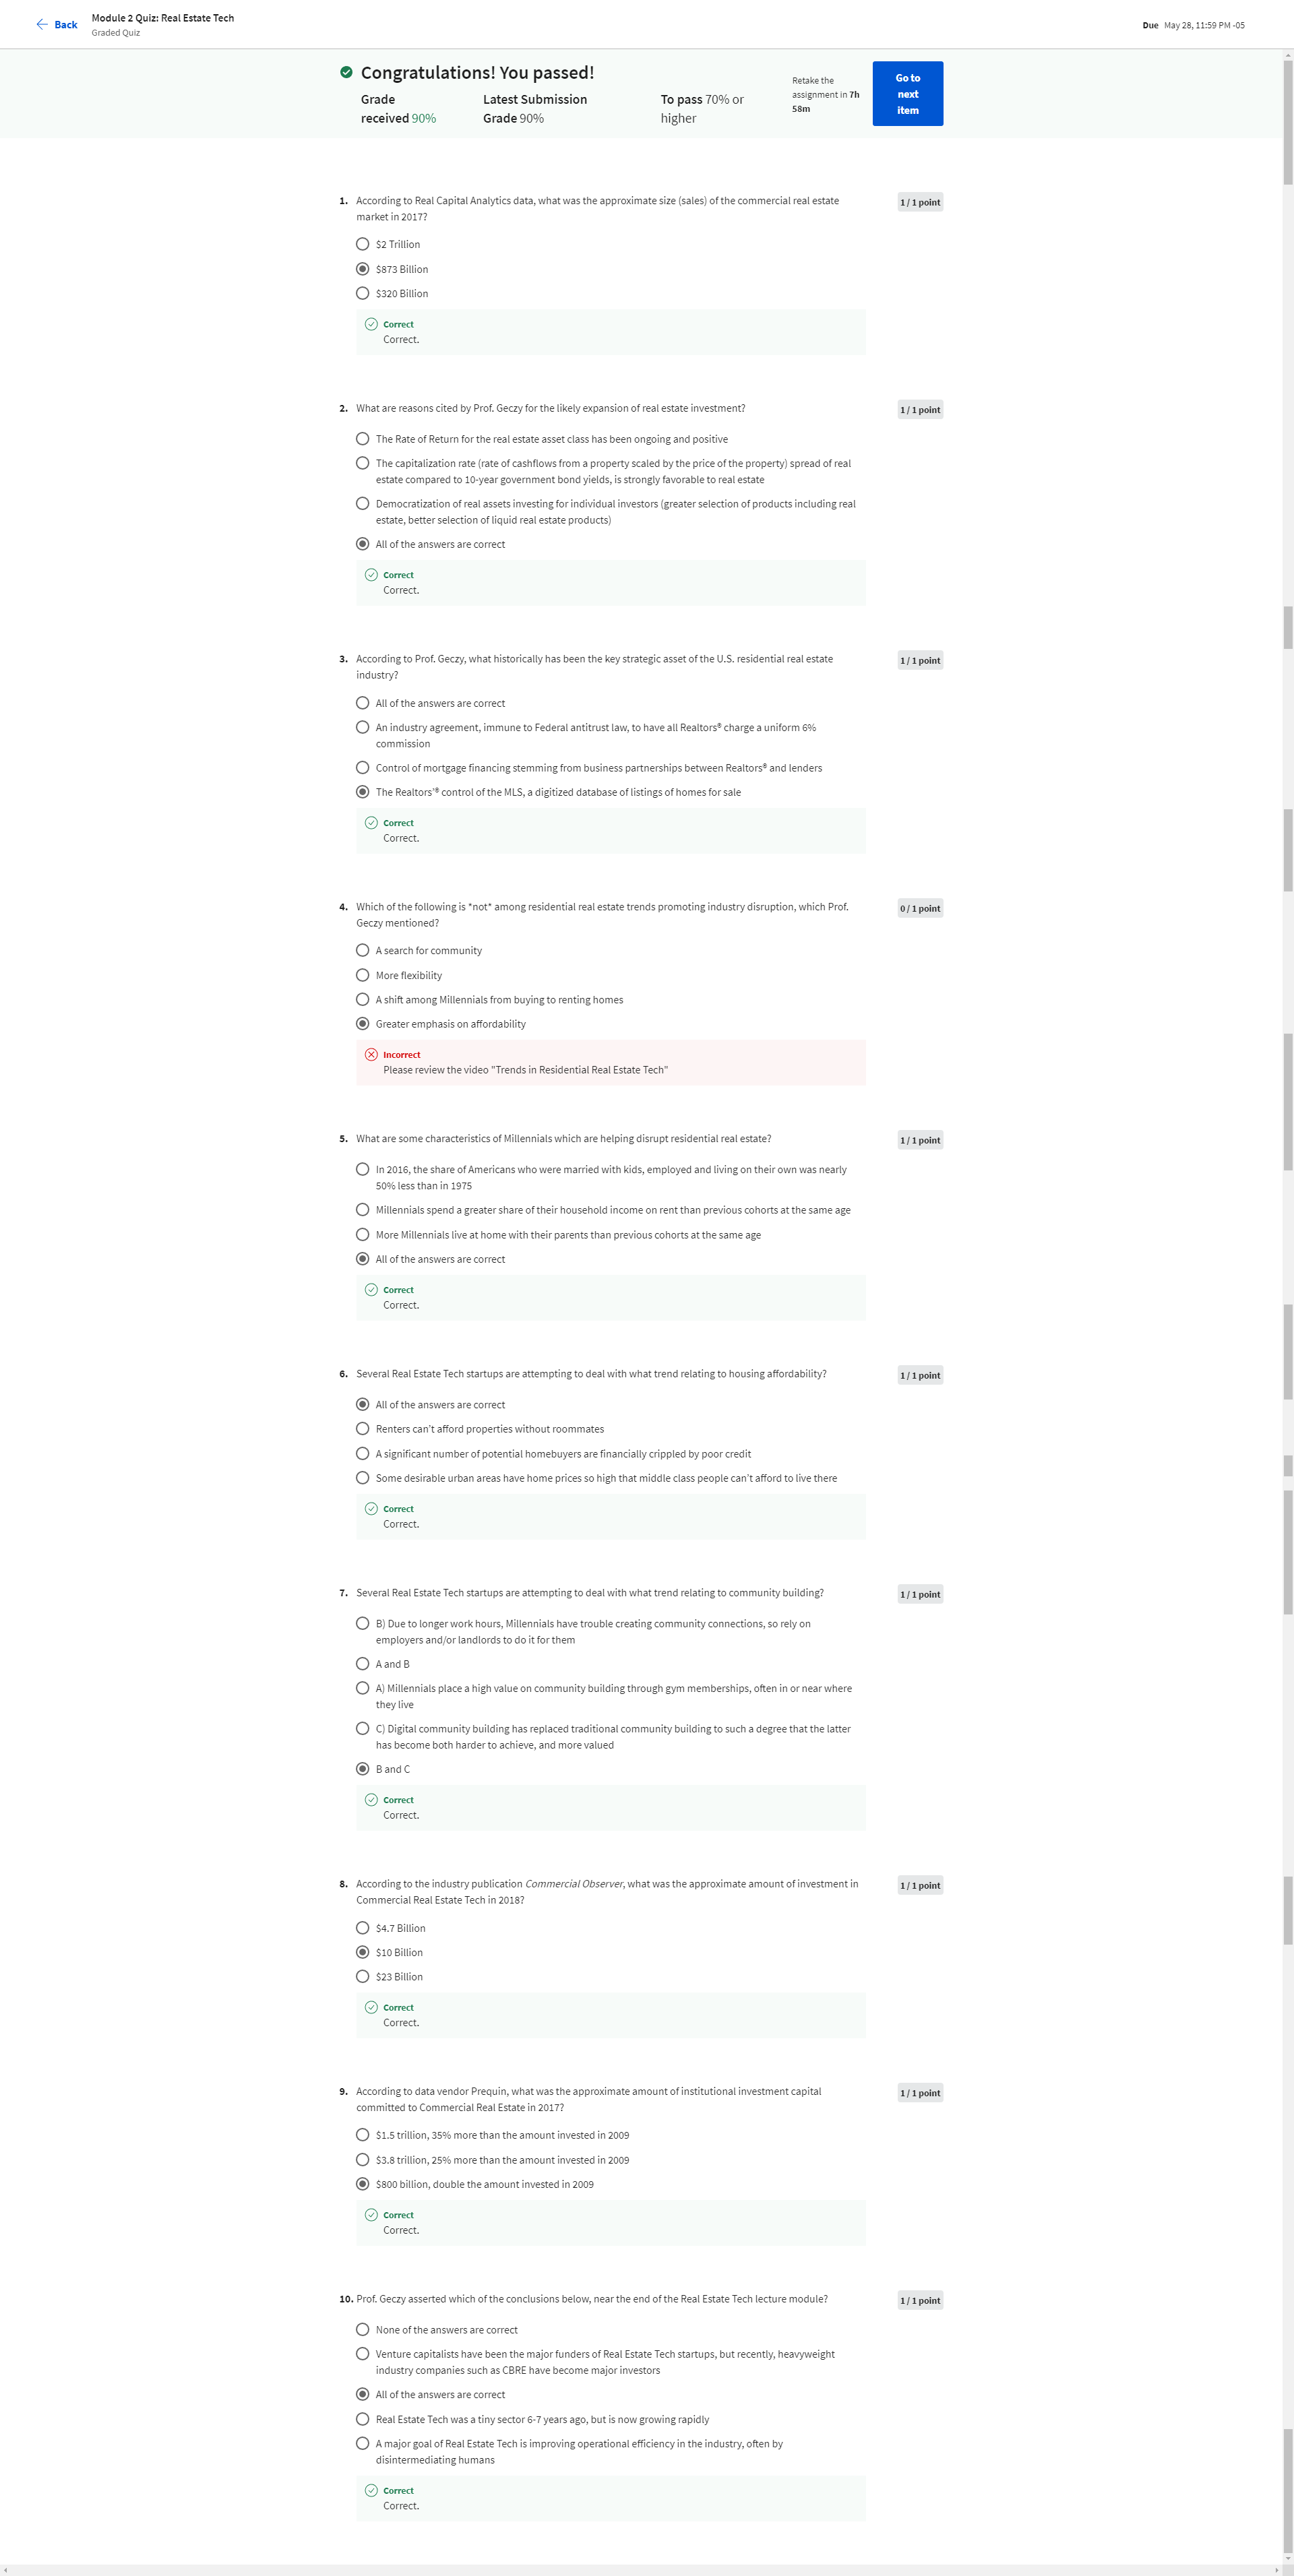 Back
Module 2 Quiz: Real Estate Tech
Graded Quiz
Due May 28, 11:59 PM -05
Congratulations! You passed!
Grade
received 90%
Latest Submission
Grade 90%
To pass 70% or
higher
Retake the
assignment in 7h
58m
Go to
next
item
1. According to Real Capital Analytics data, what was the approximate size (sales) of the commercial real estate
market in 2017?
1 / 1 point
$2 Trillion
$873 Billion
$320 Billion
Correct
Correct.
2. What are reasons cited by Prof. Geczy for the likely expansion of real estate investment?
1 / 1 point
The Rate of Return for the real estate asset class has been ongoing and positive
The capitalization rate (rate of cashflows from a property scaled by the price of the property) spread of real
estate compared to 10-year government bond yields, is strongly favorable to real estate
Democratization of real assets investing for individual investors (greater selection of products including real
estate, better selection of liquid real estate products)
All of the answers are correct
Correct
Correct.
3. According to Prof. Geczy, what historically has been the key strategic asset of the U.S. residential real estate
industry?
1 / 1 point
All of the answers are correct
An industry agreement, immune to Federal antitrust law, to have all Realtors® charge a uniform 6%
commission
Control of mortgage financing stemming from business partnerships between Realtors® and lenders
The Realtors'® control of the MLS, a digitized database of listings of homes for sale
Correct
Correct.
4. Which of the following is *not* among residential real estate trends promoting industry disruption, which Prof.
Geczy mentioned?
0 / 1 point
A search for community
More flexibility
A shift among Millennials from buying to renting homes
Greater emphasis on affordability
Incorrect
Please review the video "Trends in Residential Real Estate Tech"
5. What are some characteristics of Millennials which are helping disrupt residential real estate?
1 / 1 point
In 2016, the share of Americans who were married with kids, employed and living on their own was nearly
50% less than in 1975
Millennials spend a greater share of their household income on rent than previous cohorts at the same age
More Millennials live at home with their parents than previous cohorts at the same age
All of the answers are correct
Correct
Correct.
6. Several Real Estate Tech startups are attempting to deal with what trend relating to housing affordability?
1 / 1 point
All of the answers are correct
Renters can't afford properties without roommates
A significant number of potential homebuyers are financially crippled by poor credit
Some desirable urban areas have home prices so high that middle class people can't afford to live there
Correct
Correct.
7. Several Real Estate Tech startups are attempting to deal with what trend relating to community building?
1 / 1 point
B) Due to longer work hours, Millennials have trouble creating community connections, so rely on
employers and/or landlords to do it for them
A and B
A) Millennials place a high value on community building through gym memberships, often in or near where
they live
C) Digital community building has replaced traditional community building to such a degree that the latter
has become both harder to achieve, and more valued
B and C
Correct
Correct.
8. According to the industry publication Commercial Observer, what was the approximate amount of investment in
Commercial Real Estate Tech in 2018?
1 / 1 point
$4.7 Billion
$10 Billion
$23 Billion
Correct
Correct.
9. According to data vendor Prequin, what was the approximate amount of institutional investment capital
committed to Commercial Real Estate in 2017?
1 / 1 point
$1.5 trillion, 35% more than the amount invested in 2009
$3.8 trillion, 25% more than the amount invested in 2009
$800 billion, double the amount invested in 2009
Correct
Correct.
10. Prof. Geczy asserted which of the conclusions below, near the end of the Real Estate Tech lecture module?
1 / 1 point
None of the answers are correct
Venture capitalists have been the major funders of Real Estate Tech startups, but recently, heavyweight
industry companies such as CBRE have become major investors
All of the answers are correct
Real Estate Tech was a tiny sector 6-7 years ago, but is now growing rapidly
A major goal of Real Estate Tech is improving operational efficiency in the industry, often by
disintermediating humans
Correct
Correct.